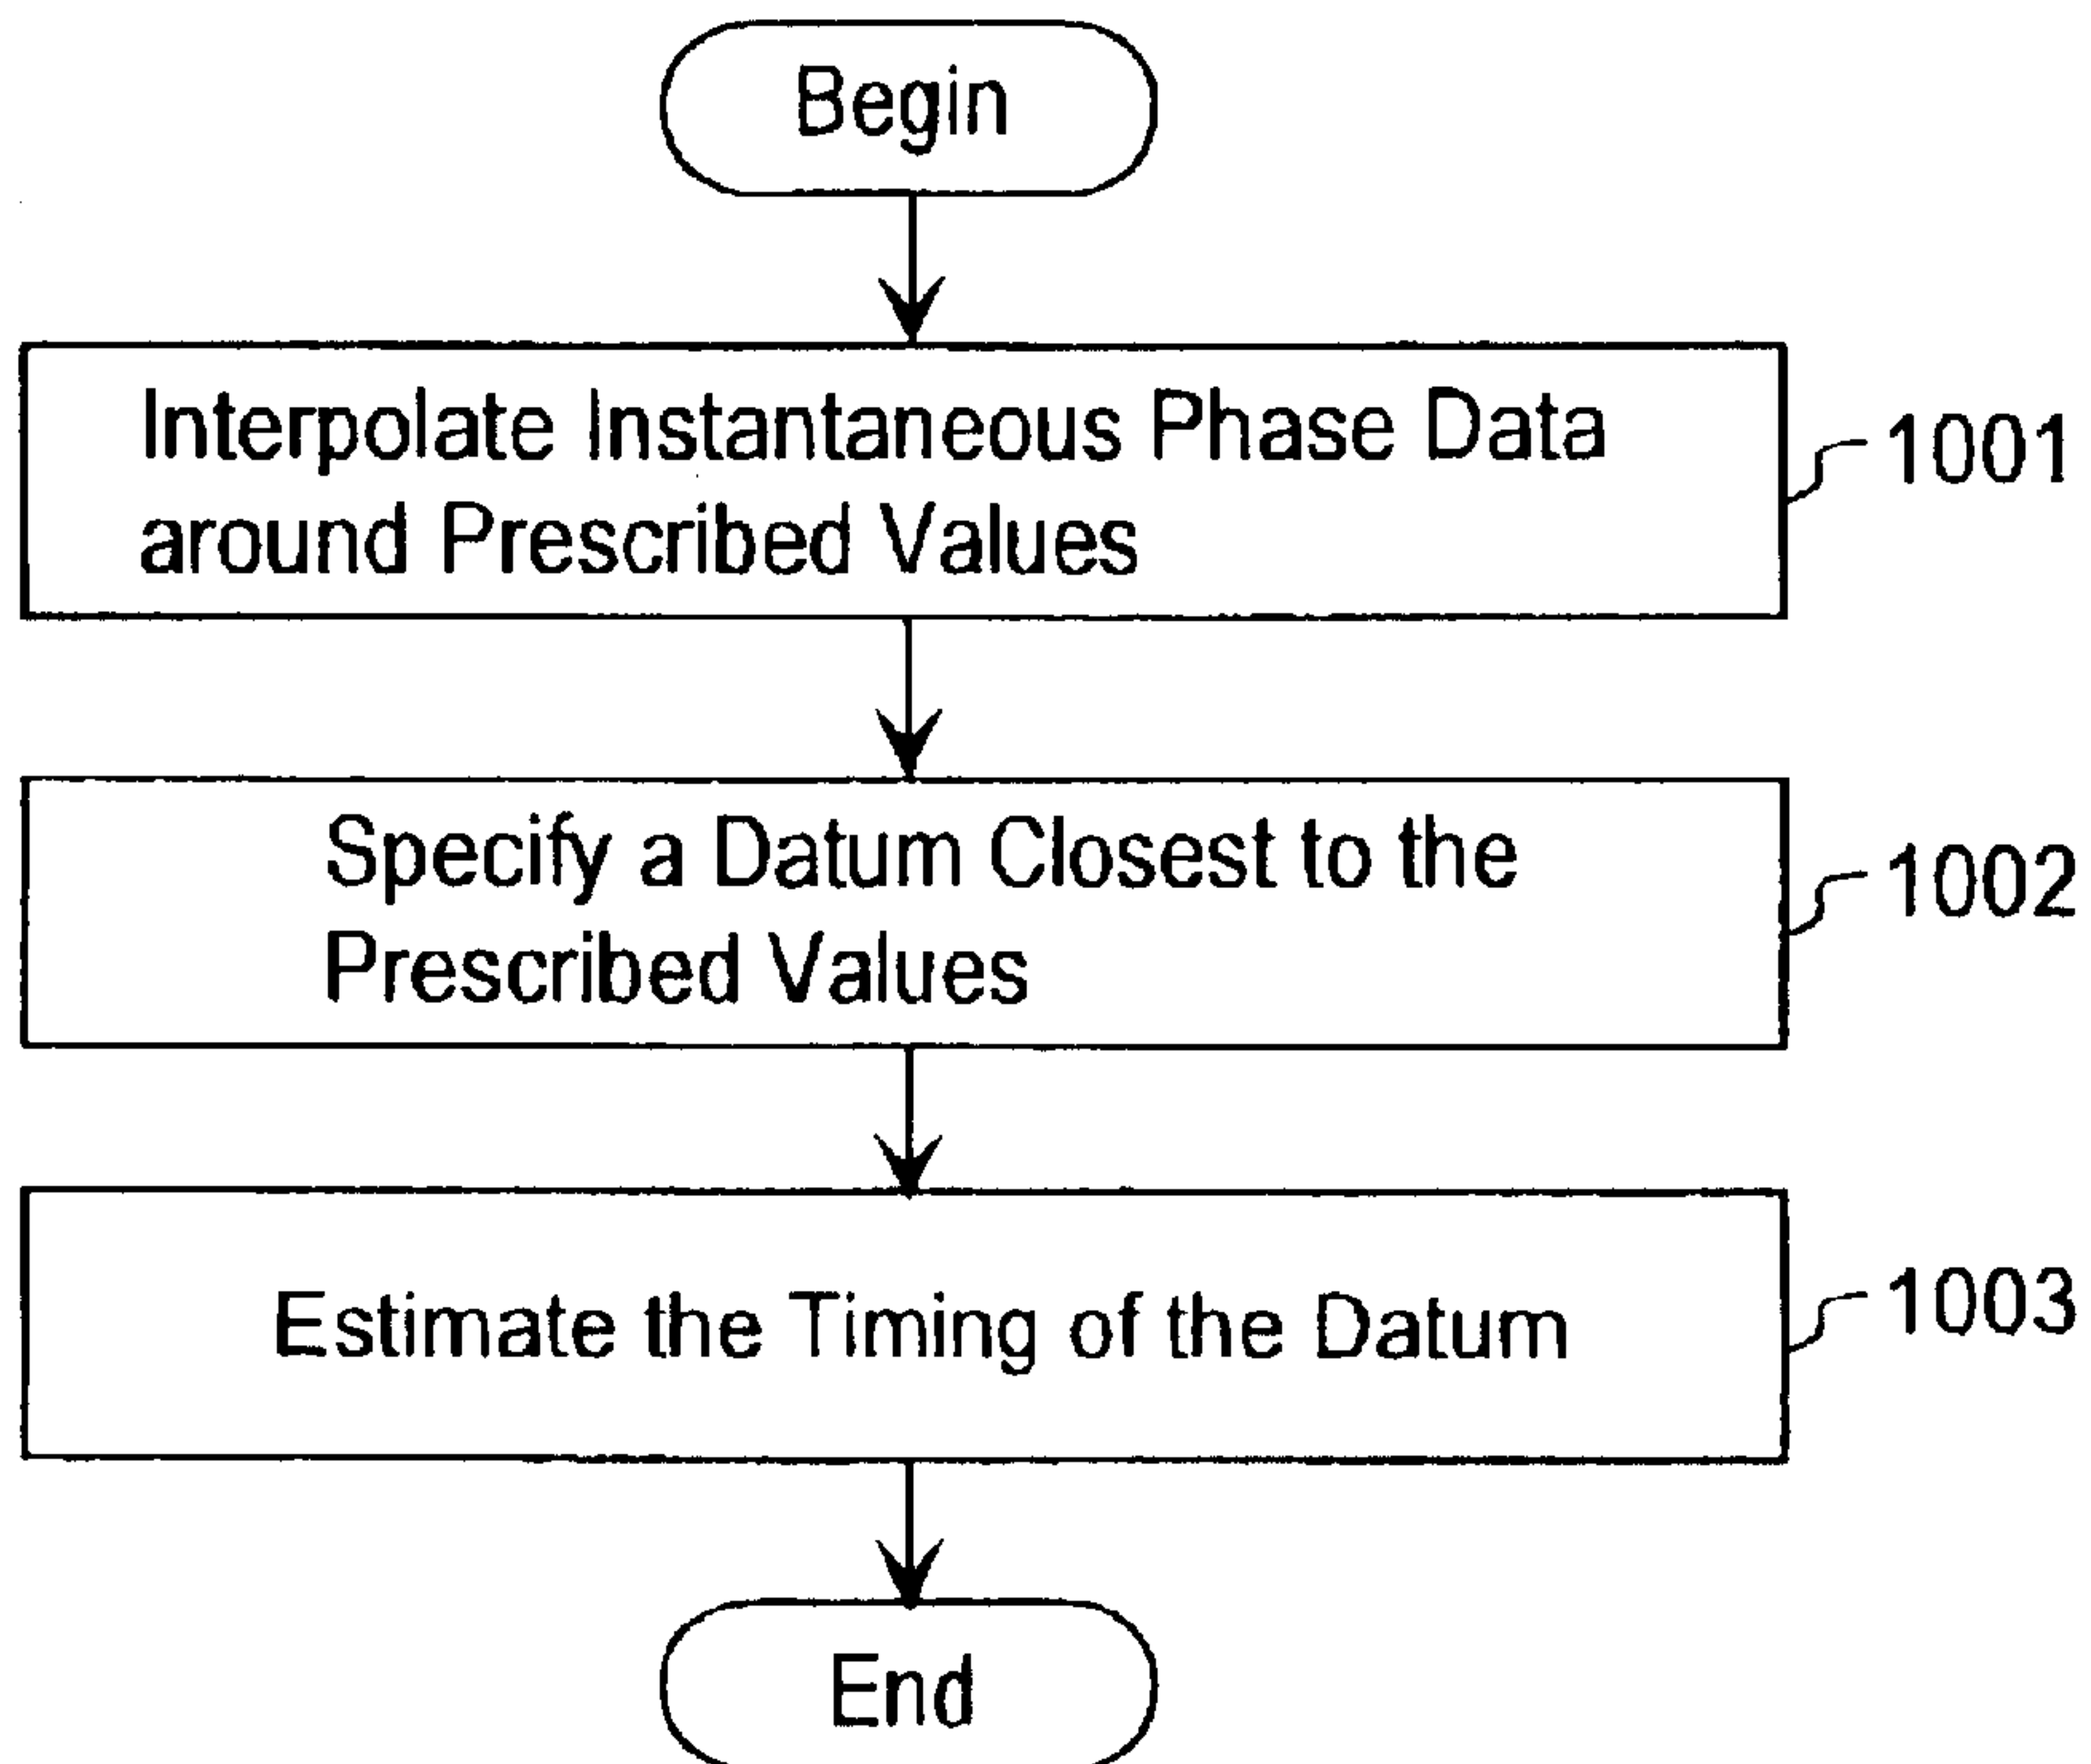 Begin
Interpolate Instantaneous Phase Data
around Prescribed Values
1001
Specify a Datum Closest to the
Prescribed Values
1002
Estimate the Timing of the Datum
1003
End